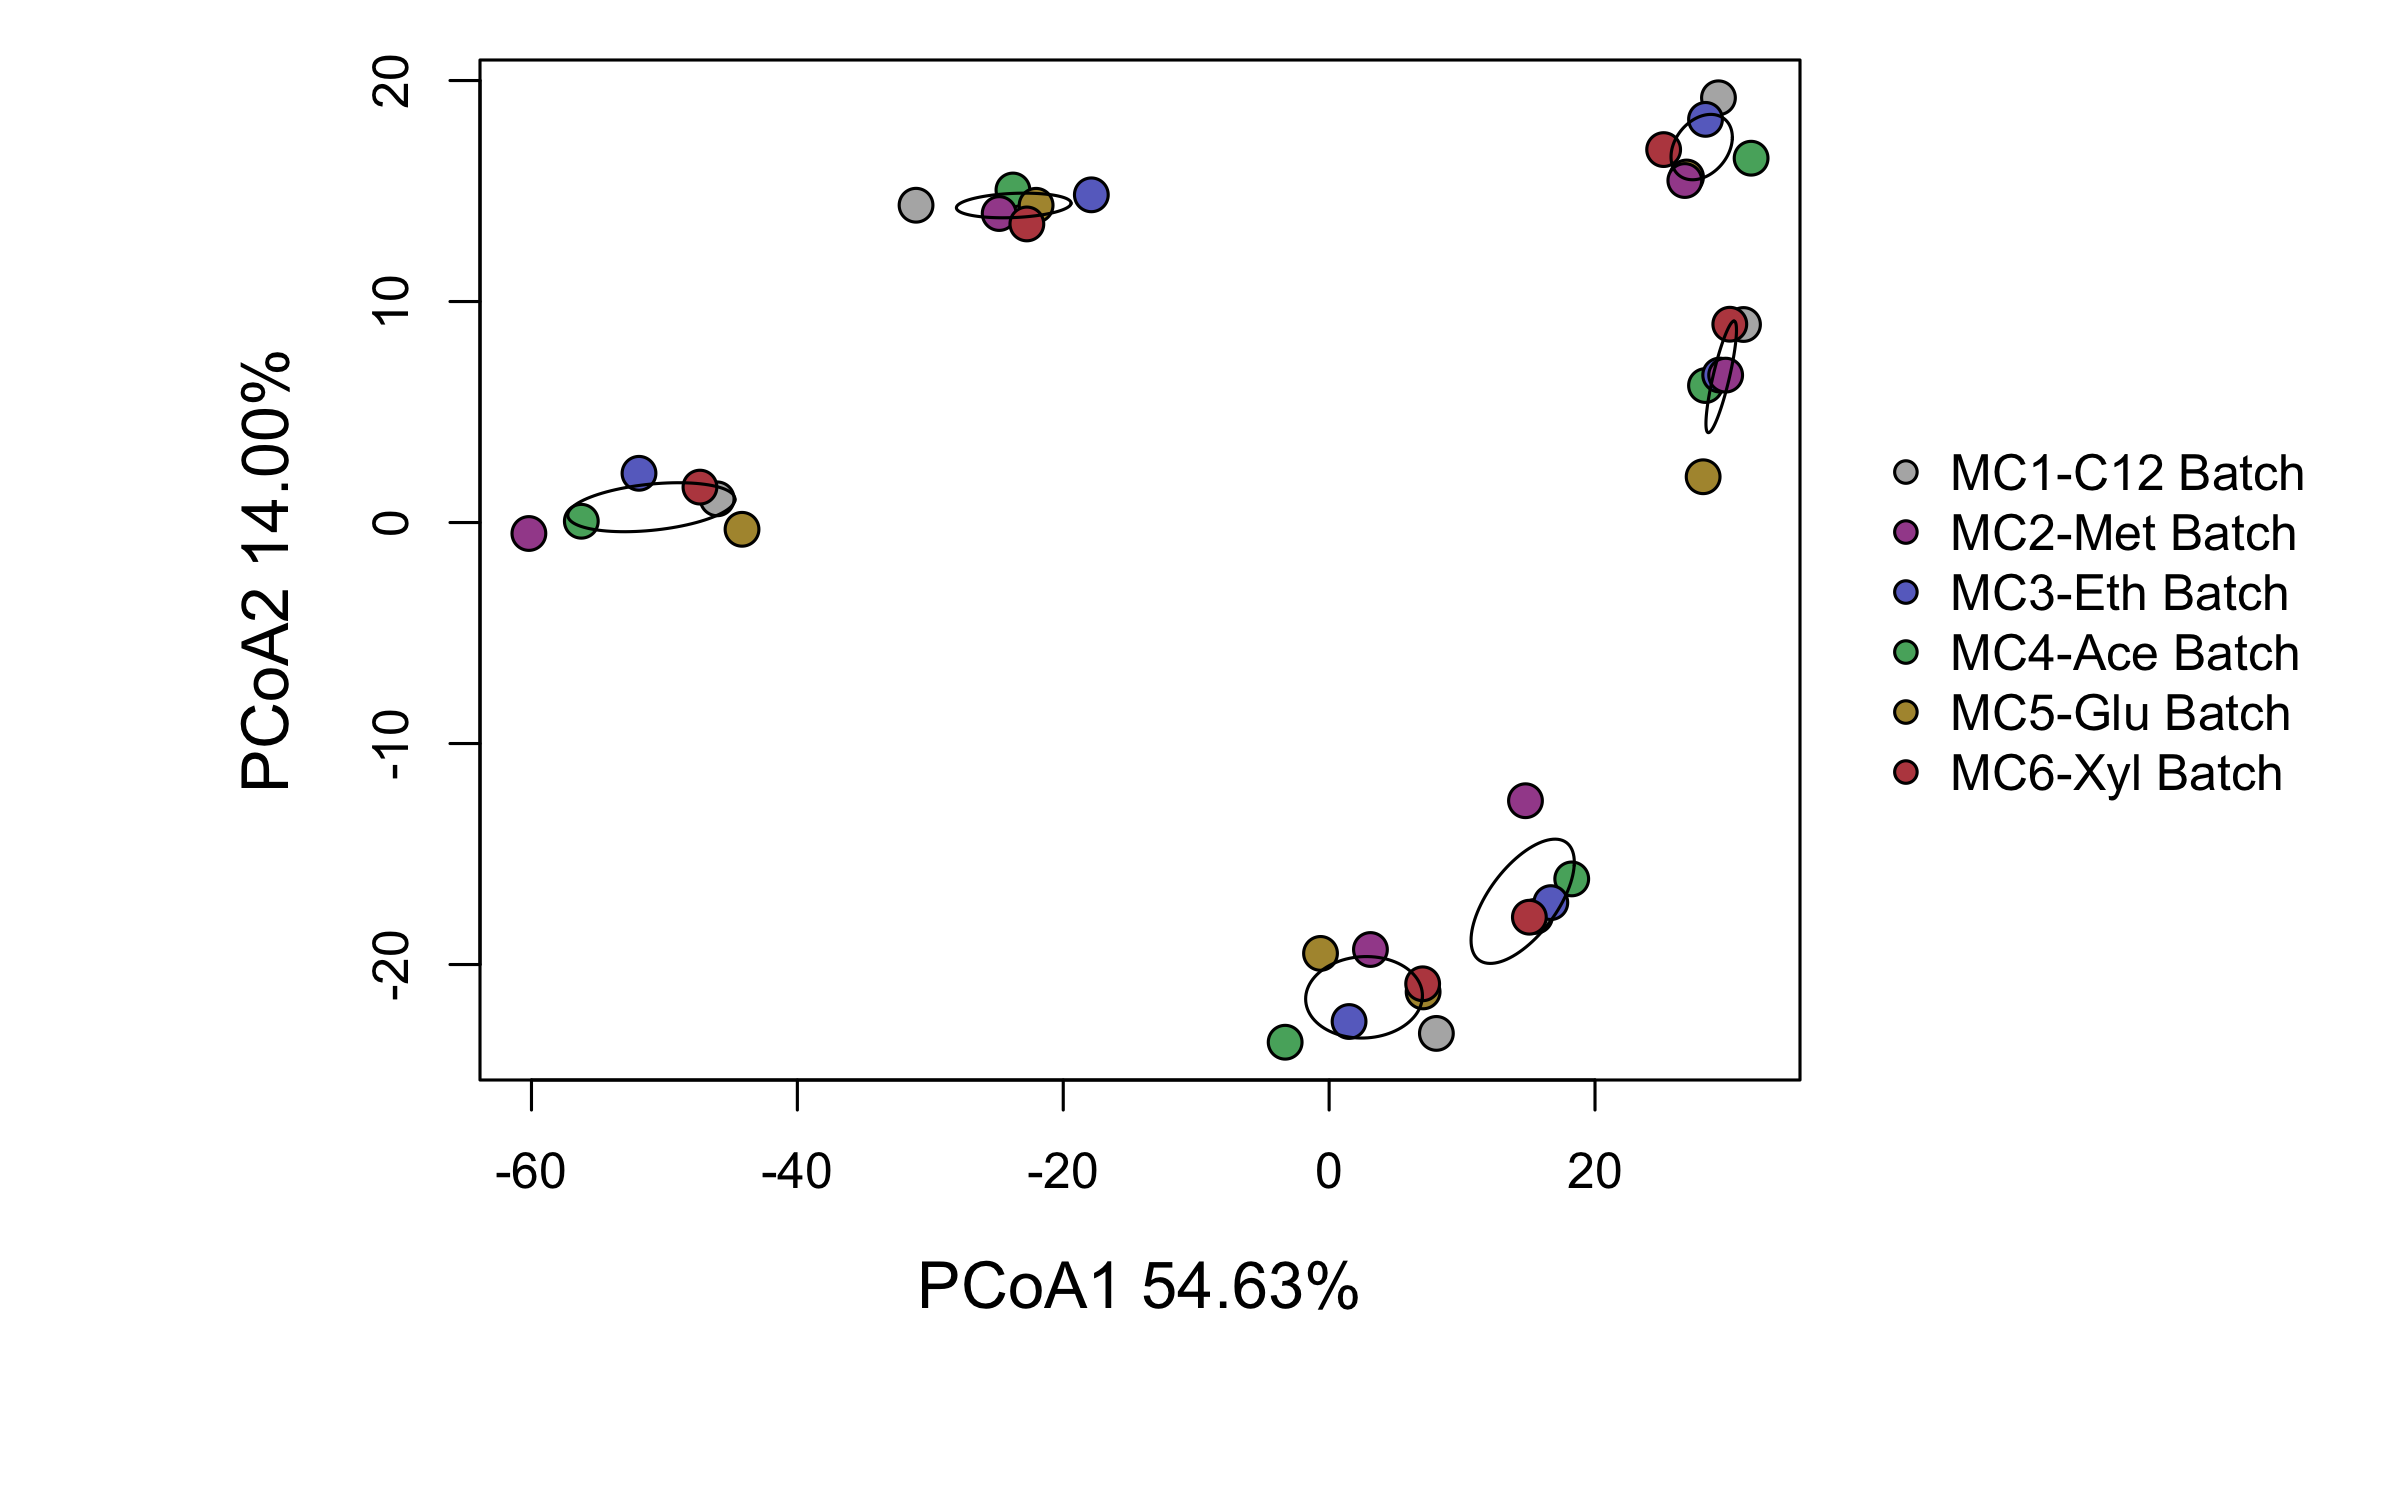 20
10
0
-10
-20
PCoA2 14.00%
-60
-40
-20
0
20
PCoA1 54.63%
MC1-C12 Batch
MC2-Met Batch
MC3-Eth Batch
MC4-Ace Batch
MC5-Glu Batch
MC6-Xyl Batch